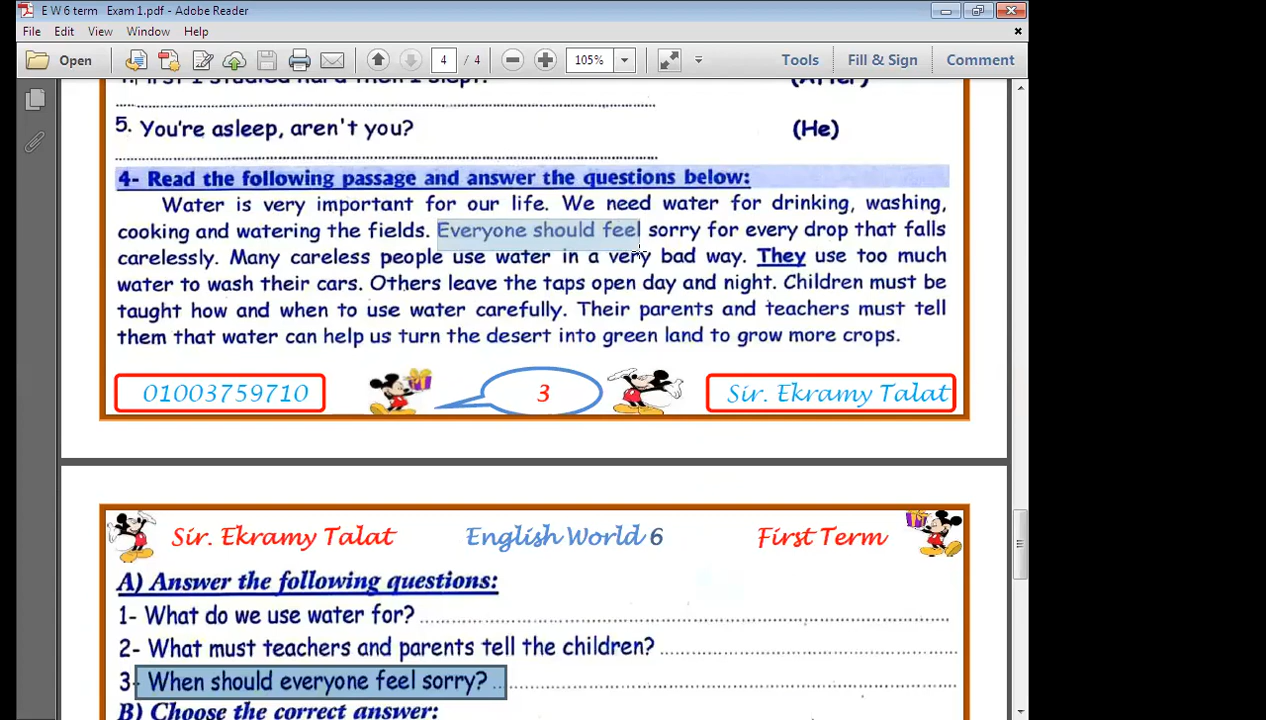 E W 6 term   Exam 1.pdf - Adobe Reader
File Edit View Window Help
Open 4 / 4 105% Tools Fill & Sign Comment
1. First I studied hard then I slept. (After)
5. You're asleep, aren't you? (He)
4- Read the following passage and answer the questions below:
Water is very important for our life. We need water for drinking, washing,
cooking and watering the fields. Everyone should feel sorry for every drop that falls
carelessly. Many careless people use water in a very bad way. They use too much
water to wash their cars. Others leave the taps open day and night. Children must be
taught how and when to use water carefully. Their parents and teachers must tell
them that water can help us turn the desert into green land to grow more crops.
01003759710 3 Sir. Ekramy Talat
Sir. Ekramy Talat English World 6 First Term
A) Answer the following questions:
1- What do we use water for?
2- What must teachers and parents tell the children?
3- When should everyone feel sorry?
B) Choose the correct answer: